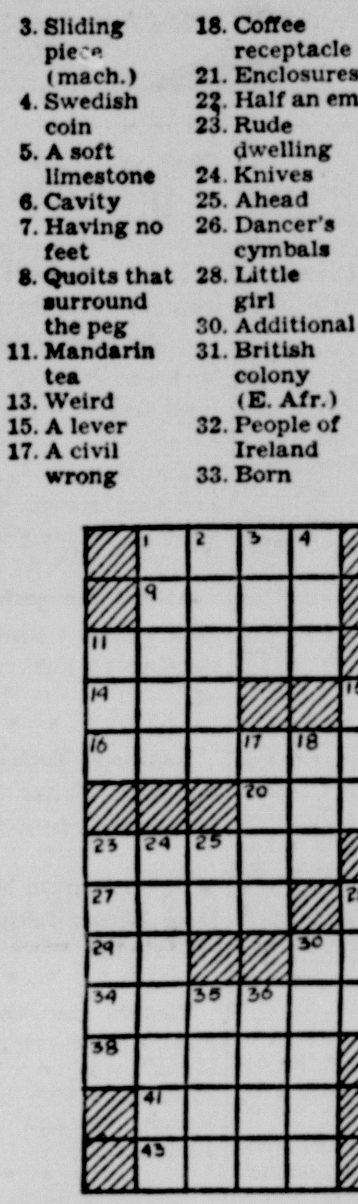 3. Sliding
piece
(mach.)
4. Swedish
coin
5. A soft
limestone
6. Cavity
7. Having no
feet
8. Quoits that
surround
the peg
11. Mandarin
tea
13. Weird
15. A lever
17. A civil
wrong
18. Coffee
receptacle
21. Enclosures
22. Half an em
23. Rude
dwelling
24. Knives
25. Ahead
26. Dancer's
cymbals
28. Little
girl
30. Additional
31. British
colony
(E. Afr.)
32. People of
Ireland
33. Born
1 2 3 4
9
11
14
16 17 18
20
23 24 25
27
29 30
34 35 36
38
41
43